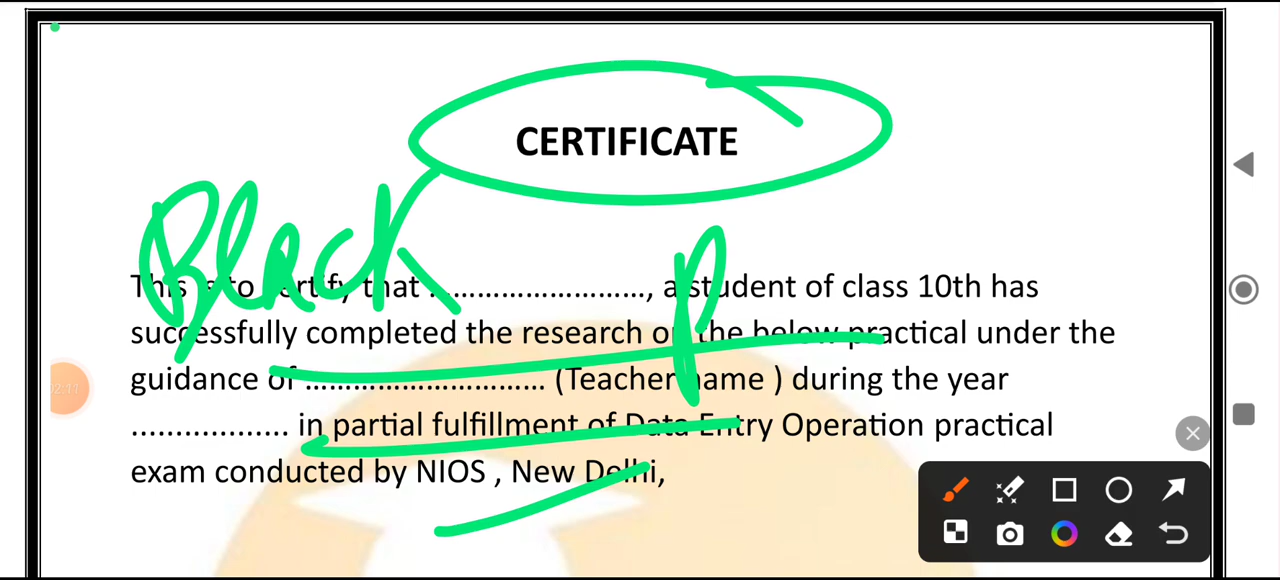 CERTIFICATE
Black P
This is to certify that ........................, a student of class 10th has
successfully completed the research on the below practical under the
guidance of .............................. (Teacher name ) during the year
.................. in partial fulfillment of Data Entry Operation practical
exam conducted by NIOS , New Delhi,
02:11